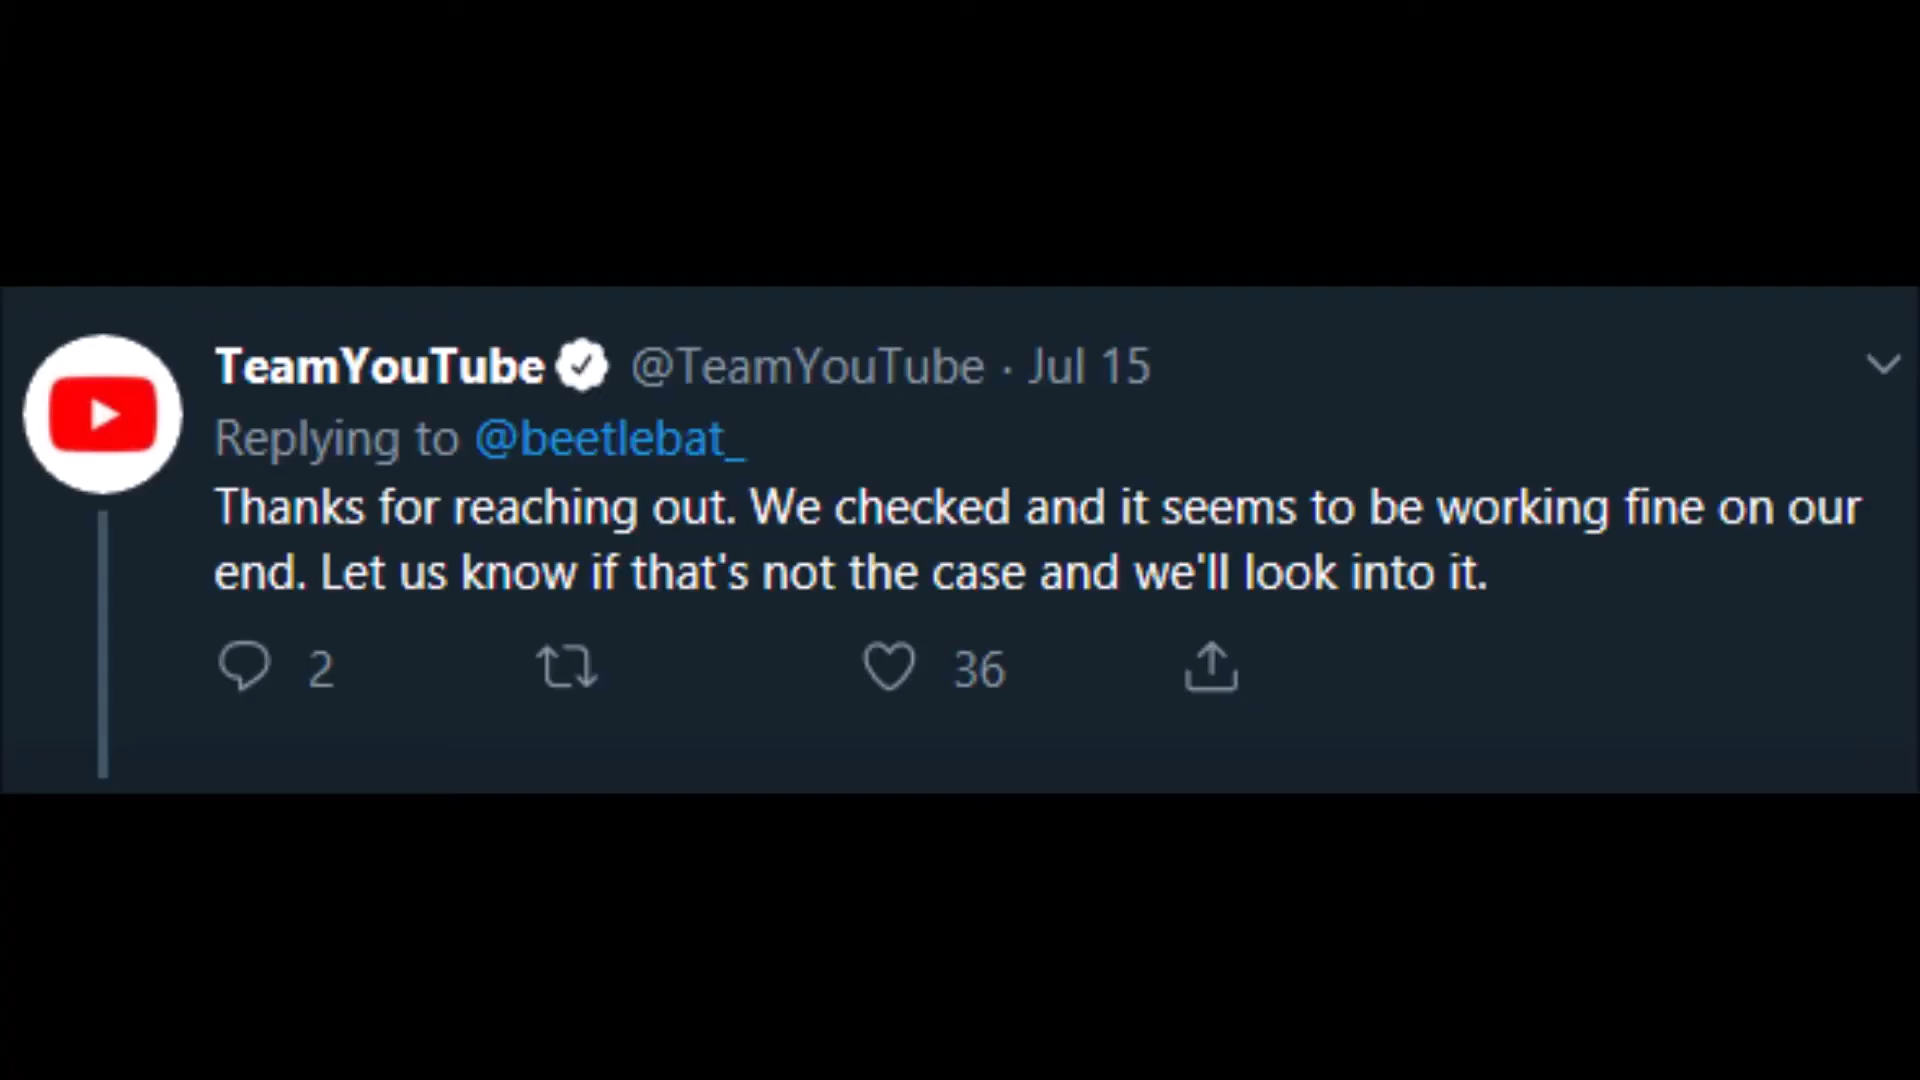 TeamYouTube @TeamYouTube · Jul 15
Replying to @beetlebat_
Thanks for reaching out. We checked and it seems to be working fine on our
end. Let us know if that's not the case and we'll look into it.
2 36